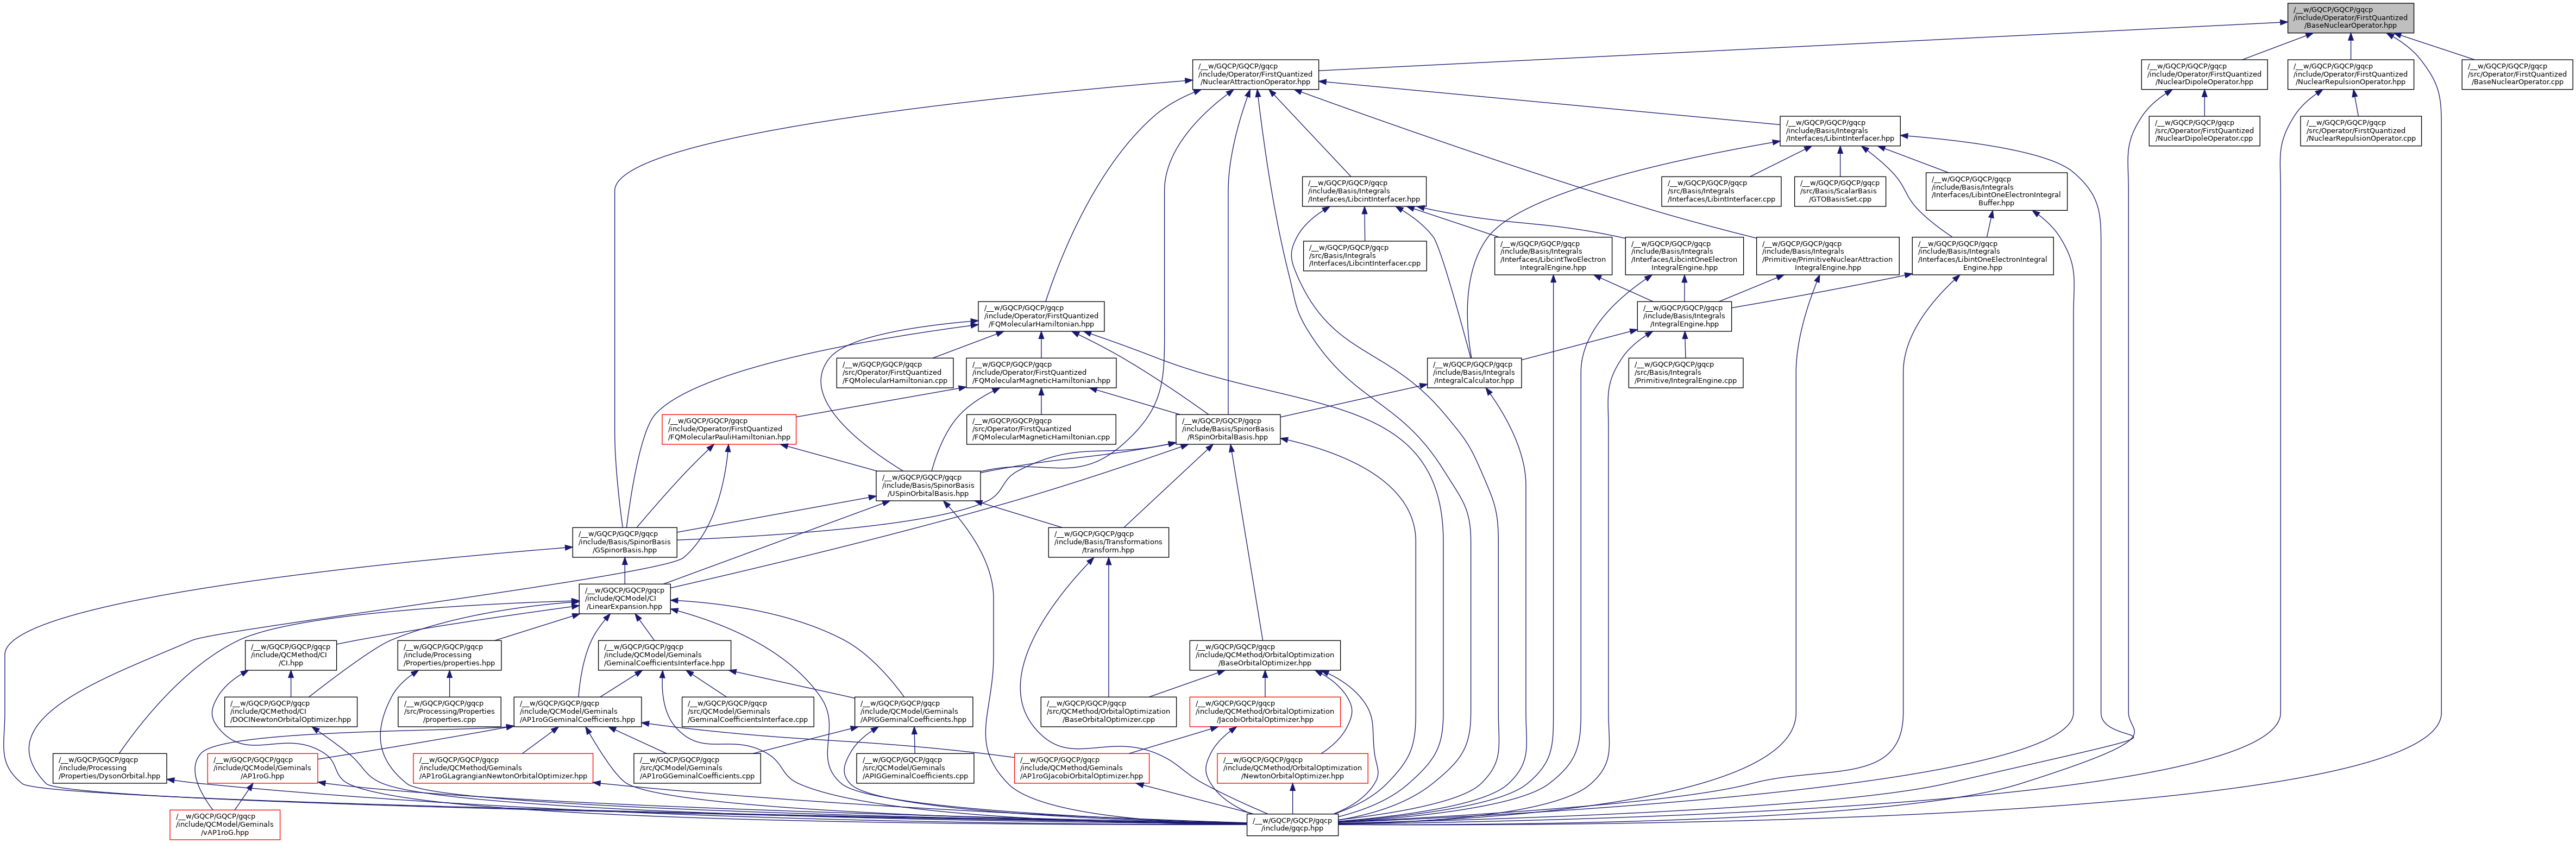 /__w/GQCP/GQCP/gqcp
/include/Operator/FirstQuantized
/BaseNuclearOperator.hpp
/__w/GQCP/GQCP/gqcp
/include/Operator/FirstQuantized
/NuclearAttractionOperator.hpp
/__w/GQCP/GQCP/gqcp
/include/Operator/FirstQuantized
/NuclearDipoleOperator.hpp
/__w/GQCP/GQCP/gqcp
/include/Operator/FirstQuantized
/NuclearRepulsionOperator.hpp
/__w/GQCP/GQCP/gqcp
/src/Operator/FirstQuantized
/BaseNuclearOperator.cpp
/__w/GQCP/GQCP/gqcp
/include/Basis/Integrals
/Interfaces/LibintInterfacer.hpp
/__w/GQCP/GQCP/gqcp
/src/Operator/FirstQuantized
/NuclearDipoleOperator.cpp
/__w/GQCP/GQCP/gqcp
/src/Operator/FirstQuantized
/NuclearRepulsionOperator.cpp
/__w/GQCP/GQCP/gqcp
/include/Basis/Integrals
/Interfaces/LibcintInterfacer.hpp
/__w/GQCP/GQCP/gqcp
/src/Basis/Integrals
/Interfaces/LibintInterfacer.cpp
/__w/GQCP/GQCP/gqcp
/src/Basis/ScalarBasis
/GTOBasisSet.cpp
/__w/GQCP/GQCP/gqcp
/include/Basis/Integrals
/Interfaces/LibintOneElectronIntegral
Buffer.hpp
/__w/GQCP/GQCP/gqcp
/src/Basis/Integrals
/Interfaces/LibcintInterfacer.cpp
/__w/GQCP/GQCP/gqcp
/include/Basis/Integrals
/Interfaces/LibcintTwoElectron
IntegralEngine.hpp
/__w/GQCP/GQCP/gqcp
/include/Basis/Integrals
/Interfaces/LibcintOneElectron
IntegralEngine.hpp
/__w/GQCP/GQCP/gqcp
/include/Basis/Integrals
/Primitive/PrimitiveNuclearAttraction
IntegralEngine.hpp
/__w/GQCP/GQCP/gqcp
/include/Basis/Integrals
/Interfaces/LibintOneElectronIntegral
Engine.hpp
/__w/GQCP/GQCP/gqcp
/include/Operator/FirstQuantized
/FQMolecularHamiltonian.hpp
/__w/GQCP/GQCP/gqcp
/include/Basis/Integrals
/IntegralEngine.hpp
/__w/GQCP/GQCP/gqcp
/src/Operator/FirstQuantized
/FQMolecularHamiltonian.cpp
/__w/GQCP/GQCP/gqcp
/include/Operator/FirstQuantized
/FQMolecularMagneticHamiltonian.hpp
/__w/GQCP/GQCP/gqcp
/include/Basis/Integrals
/IntegralCalculator.hpp
/__w/GQCP/GQCP/gqcp
/src/Basis/Integrals
/Primitive/IntegralEngine.cpp
/__w/GQCP/GQCP/gqcp
/include/Operator/FirstQuantized
/FQMolecularPauliHamiltonian.hpp
/__w/GQCP/GQCP/gqcp
/src/Operator/FirstQuantized
/FQMolecularMagneticHamiltonian.cpp
/__w/GQCP/GQCP/gqcp
/include/Basis/SpinorBasis
/RSpinOrbitalBasis.hpp
/__w/GQCP/GQCP/gqcp
/include/Basis/SpinorBasis
/USpinOrbitalBasis.hpp
/__w/GQCP/GQCP/gqcp
/include/Basis/SpinorBasis
/GSpinorBasis.hpp
/__w/GQCP/GQCP/gqcp
/include/Basis/Transformations
/transform.hpp
/__w/GQCP/GQCP/gqcp
/include/QCModel/CI
/LinearExpansion.hpp
/__w/GQCP/GQCP/gqcp
/include/QCMethod/CI
/CI.hpp
/__w/GQCP/GQCP/gqcp
/include/Processing
/Properties/properties.hpp
/__w/GQCP/GQCP/gqcp
/include/QCModel/Geminals
/GeminalCoefficientsInterface.hpp
/__w/GQCP/GQCP/gqcp
/include/QCMethod/OrbitalOptimization
/BaseOrbitalOptimizer.hpp
/__w/GQCP/GQCP/gqcp
/include/QCMethod/CI
/DOCINewtonOrbitalOptimizer.hpp
/__w/GQCP/GQCP/gqcp
/src/Processing/Properties
/properties.cpp
/__w/GQCP/GQCP/gqcp
/include/QCModel/Geminals
/AP1roGGeminalCoefficients.hpp
/__w/GQCP/GQCP/gqcp
/src/QCModel/Geminals
/GeminalCoefficientsInterface.cpp
/__w/GQCP/GQCP/gqcp
/include/QCModel/Geminals
/APIGGeminalCoefficients.hpp
/__w/GQCP/GQCP/gqcp
/src/QCMethod/OrbitalOptimization
/BaseOrbitalOptimizer.cpp
/__w/GQCP/GQCP/gqcp
/include/QCMethod/OrbitalOptimization
/JacobiOrbitalOptimizer.hpp
/__w/GQCP/GQCP/gqcp
/include/Processing
/Properties/DysonOrbital.hpp
/__w/GQCP/GQCP/gqcp
/include/QCModel/Geminals
/AP1roG.hpp
/__w/GQCP/GQCP/gqcp
/include/QCMethod/Geminals
/AP1roGLagrangianNewtonOrbitalOptimizer.hpp
/__w/GQCP/GQCP/gqcp
/src/QCModel/Geminals
/AP1roGGeminalCoefficients.cpp
/__w/GQCP/GQCP/gqcp
/src/QCModel/Geminals
/APIGGeminalCoefficients.cpp
/__w/GQCP/GQCP/gqcp
/include/QCMethod/Geminals
/AP1roGJacobiOrbitalOptimizer.hpp
/__w/GQCP/GQCP/gqcp
/include/QCMethod/OrbitalOptimization
/NewtonOrbitalOptimizer.hpp
/__w/GQCP/GQCP/gqcp
/include/QCModel/Geminals
/vAP1roG.hpp
/__w/GQCP/GQCP/gqcp
/include/gqcp.hpp